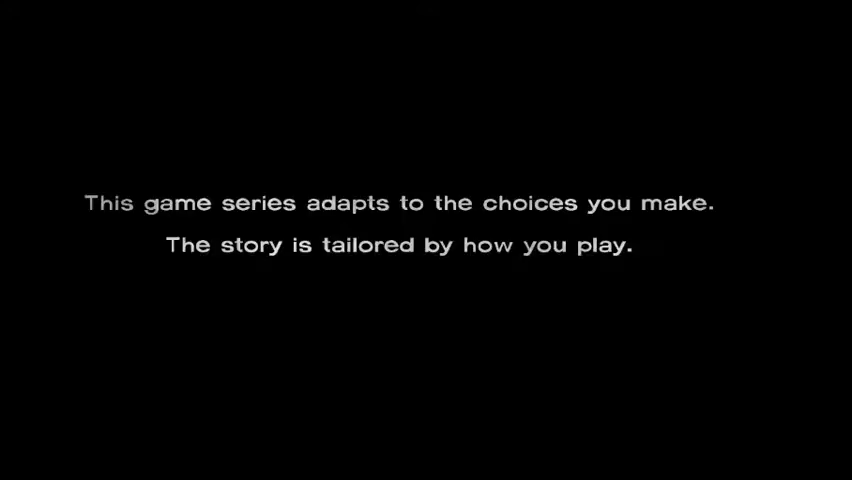 This game series adapts to the choices you make.
The story is tailored by how you play.